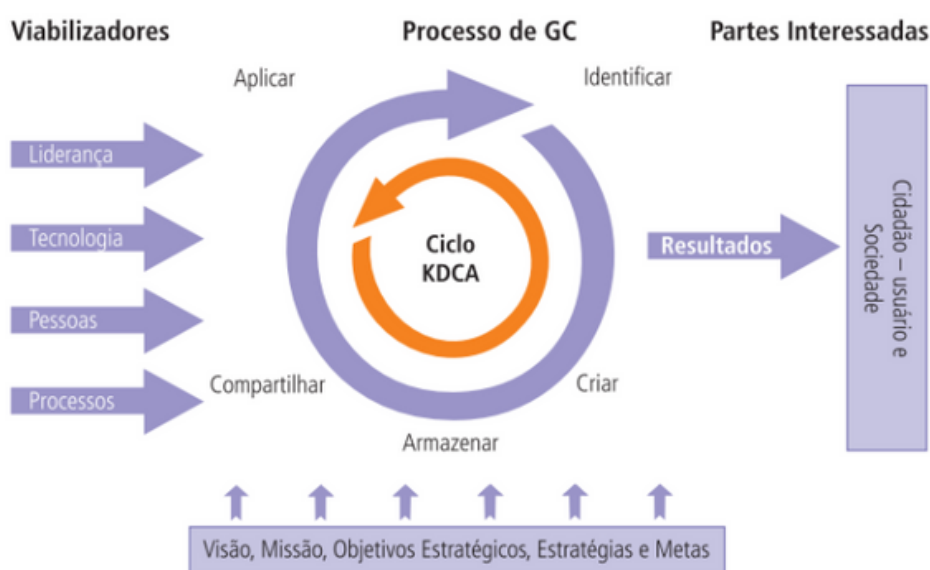 Viabilizadores
Processo de GC
Partes Interessadas
Aplicar
Identificar
Liderança
Tecnologia
Pessoas
Processos
Ciclo
KDCA
Compartilhar
Criar
Armazenar
Resultados
Cidadão – usuário e
Sociedade
Visão, Missão, Objetivos Estratégicos, Estratégias e Metas